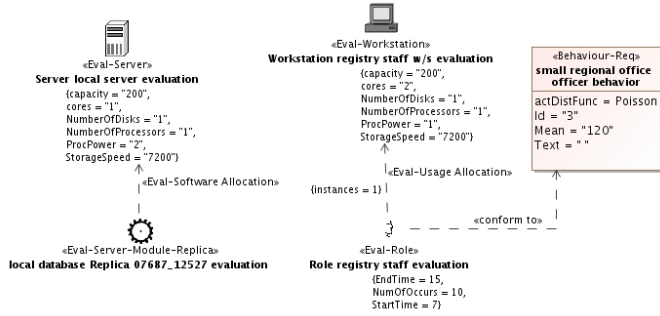 «Eval-Server»
Server local server evaluation
{capacity = "200",
cores = "1",
NumberOfDisks = "1",
NumberOfProcessors = "1",
ProcPower = "2",
StorageSpeed = "7200"}
«Eval-Software Allocation»
«Eval-Server-Module-Replica»
local database Replica 07687_12527 evaluation
«Eval-Workstation»
Workstation registry staff w/s evaluation
{capacity = "200",
cores = "2",
NumberOfDisks = "1",
NumberOfProcessors = "1",
ProcPower = "1",
StorageSpeed = "7200"}
«Eval-Usage Allocation»
{instances = 1}
«conform to»
«Eval-Role»
Role registry staff evaluation
{EndTime = 15,
NumOfOccurs = 10,
StartTime = 7}
«Behaviour-Req»
small regional office
officer behavior
actDistFunc = Poisson
Id = "3"
Mean = "120"
Text = " "